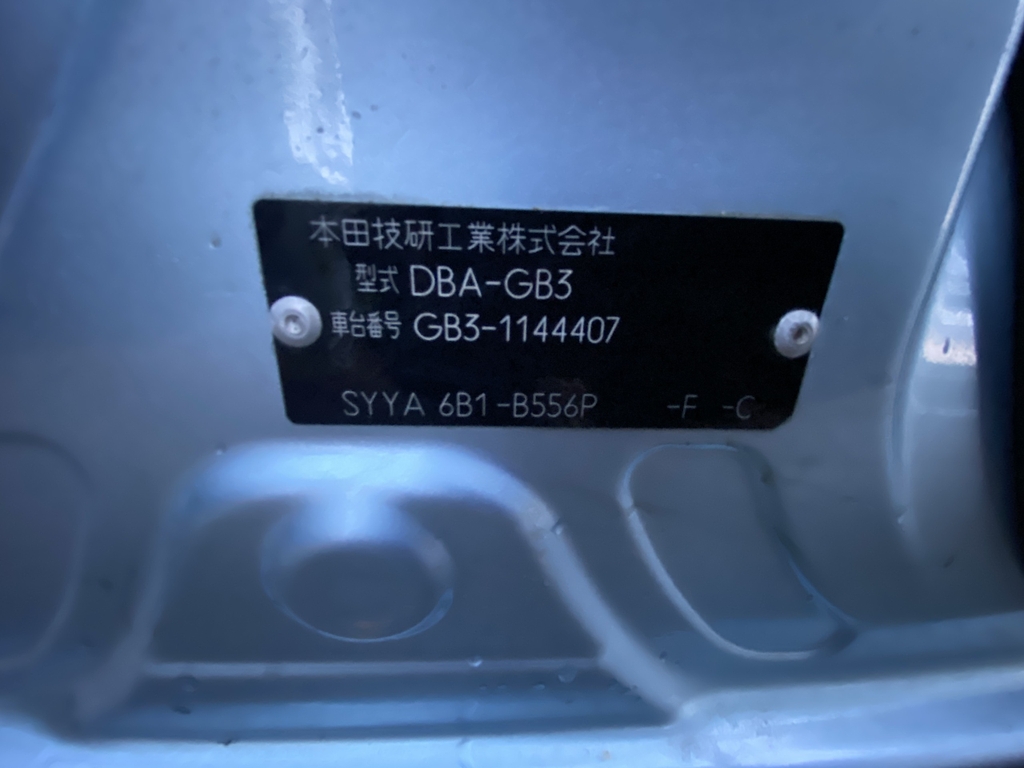 本田技研工業株式会社
型式 DBA-GB3
車台番号 GB3-1144407
SYYA 6B1-B556P -F -C